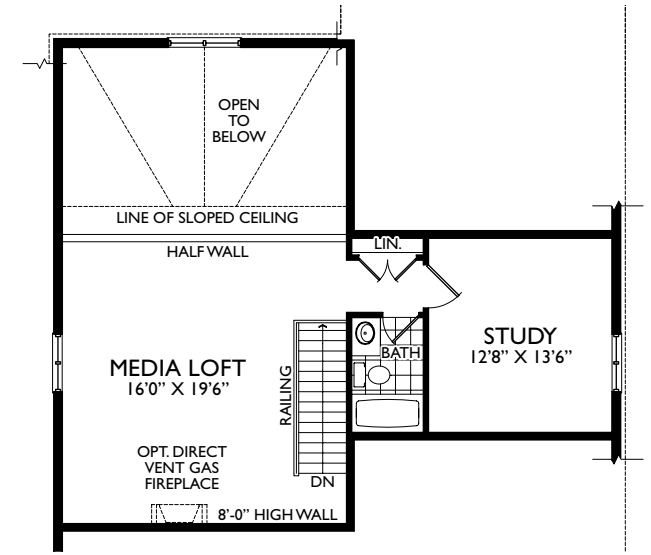 OPEN
TO
BELOW
LINE OF SLOPED CEILING
HALF WALL
LIN.
BATH
STUDY
12'8" X 13'6"
MEDIA LOFT
16'0" X 19'6"
RAILING
OPT. DIRECT
VENT GAS
FIREPLACE
DN
8'-0" HIGH WALL